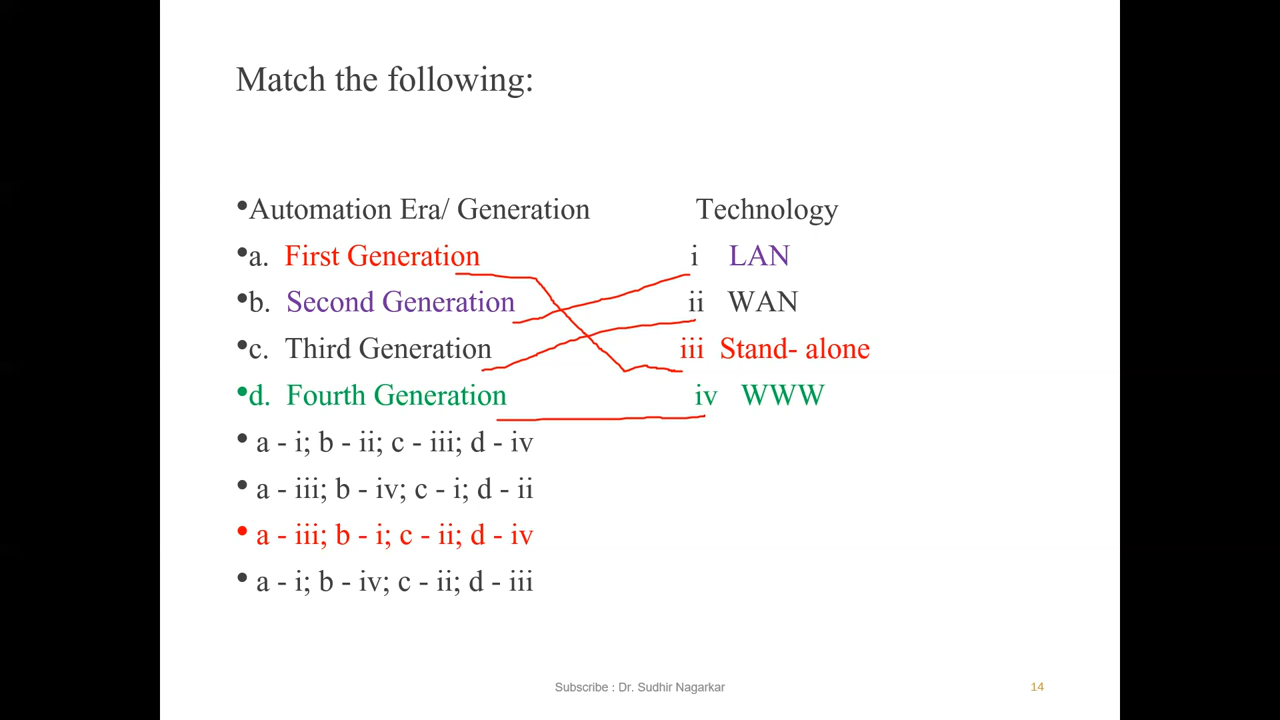 Match the following:
•Automation Era/ Generation Technology
•a. First Generation i LAN
•b. Second Generation ii WAN
•c. Third Generation iii Stand- alone
•d. Fourth Generation iv WWW
• a - i; b - ii; c - iii; d - iv
• a - iii; b - iv; c - i; d - ii
• a - iii; b - i; c - ii; d - iv
• a - i; b - iv; c - ii; d - iii
Subscribe : Dr. Sudhir Nagarkar 14